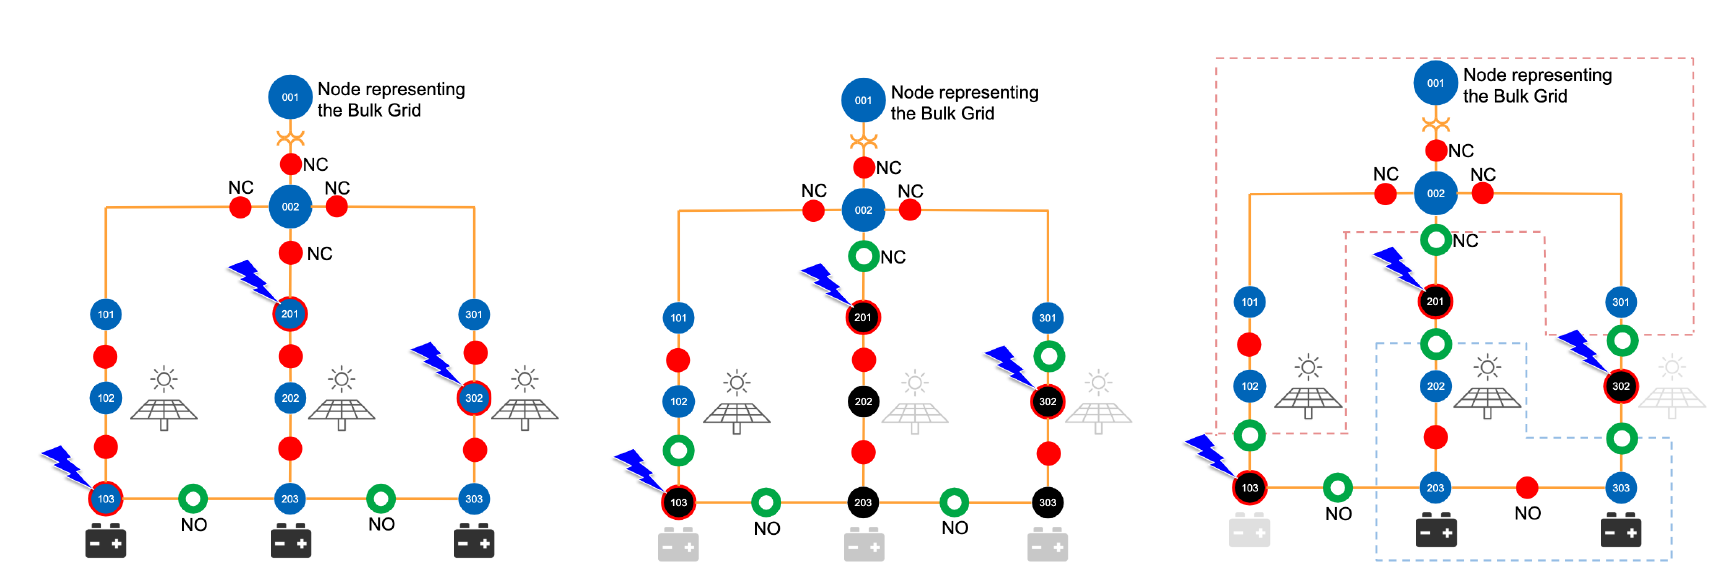 001
Node representing
the Bulk Grid
NC
NC
NC
002
NC
201
101
301
102
202
302
103
203
303
NO
NO
001
Node representing
the Bulk Grid
NC
NC
NC
002
NC
201
101
301
102
202
302
103
203
303
NO
NO
001
Node representing
the Bulk Grid
NC
NC
NC
002
NC
201
101
301
102
202
302
103
203
303
NO
NO